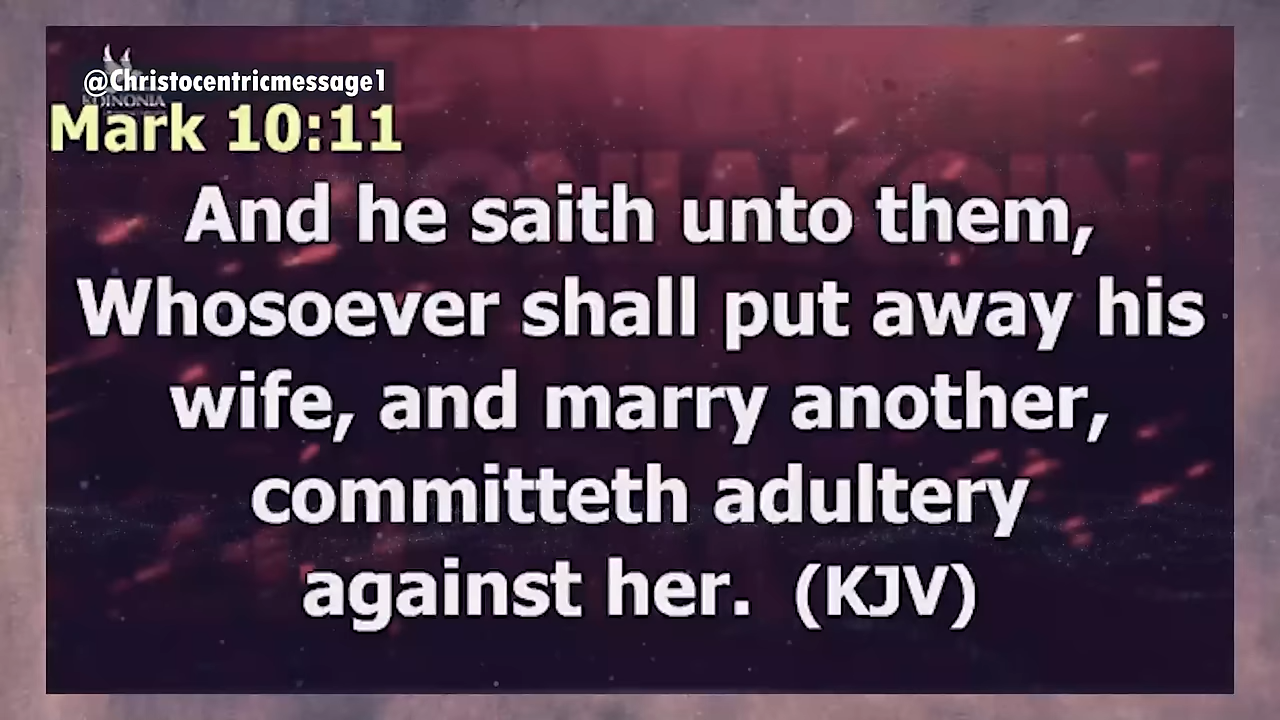 @Christocentricmessage1
KOINONIA
Mark 10:11
And he saith unto them,
Whosoever shall put away his
wife, and marry another,
committeth adultery
against her. (KJV)